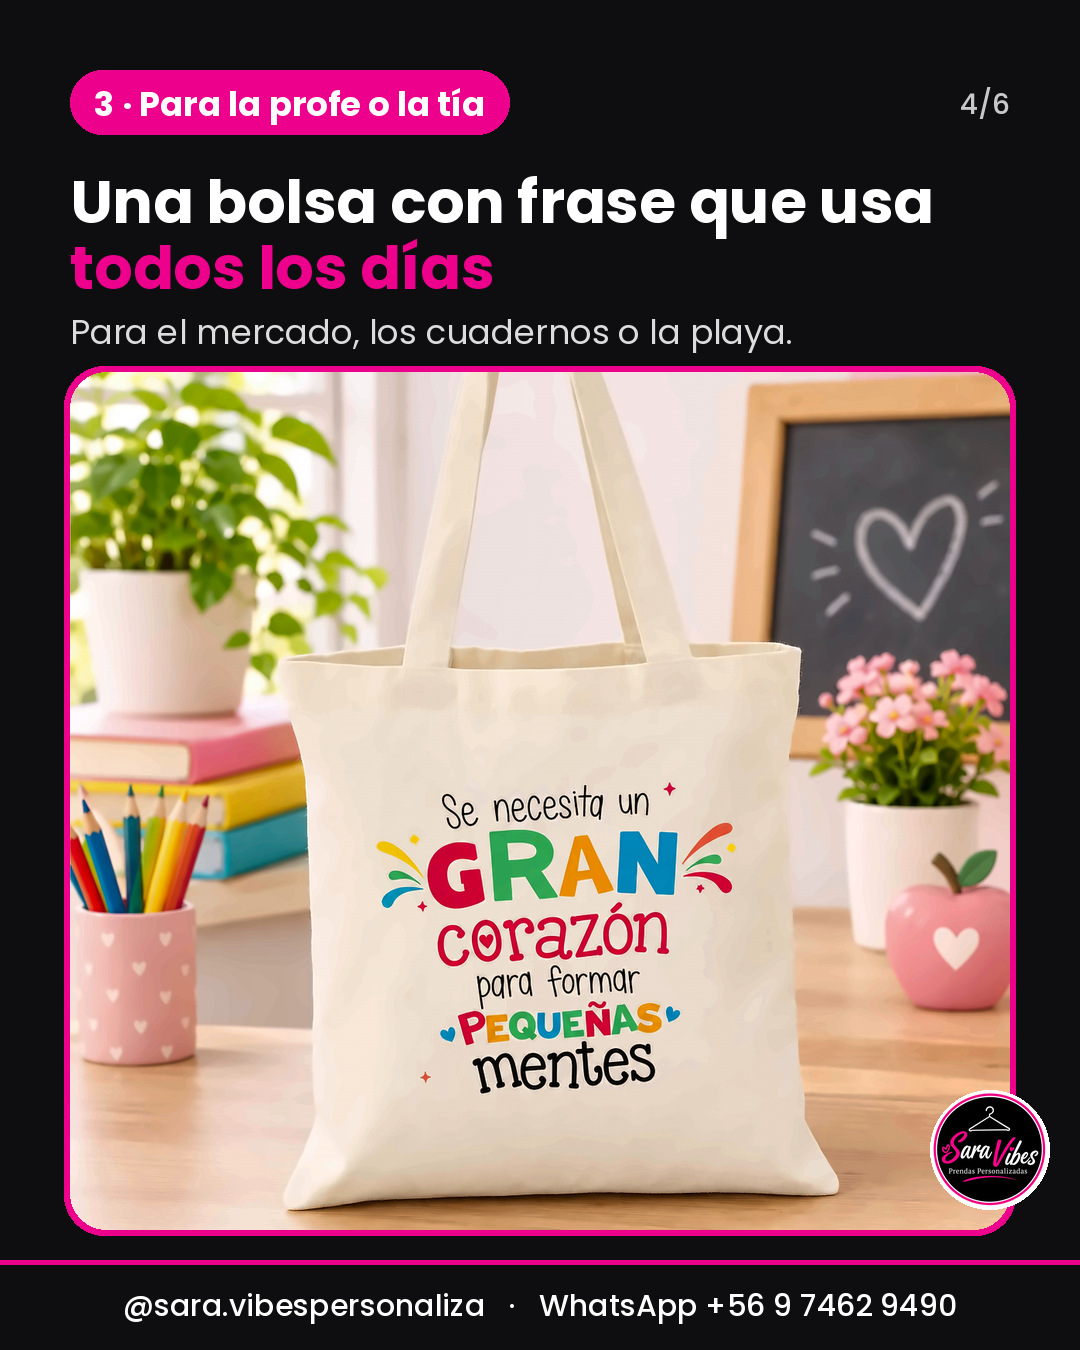 3 · Para la profe o la tía
4/6
Una bolsa con frase que usa
todos los días
Para el mercado, los cuadernos o la playa.
Se necesita un
GRAN
corazón
para formar
PEQUEÑAS
mentes
Sara Vibes
Prendas Personalizadas
@sara.vibespersonaliza · WhatsApp +56 9 7462 9490